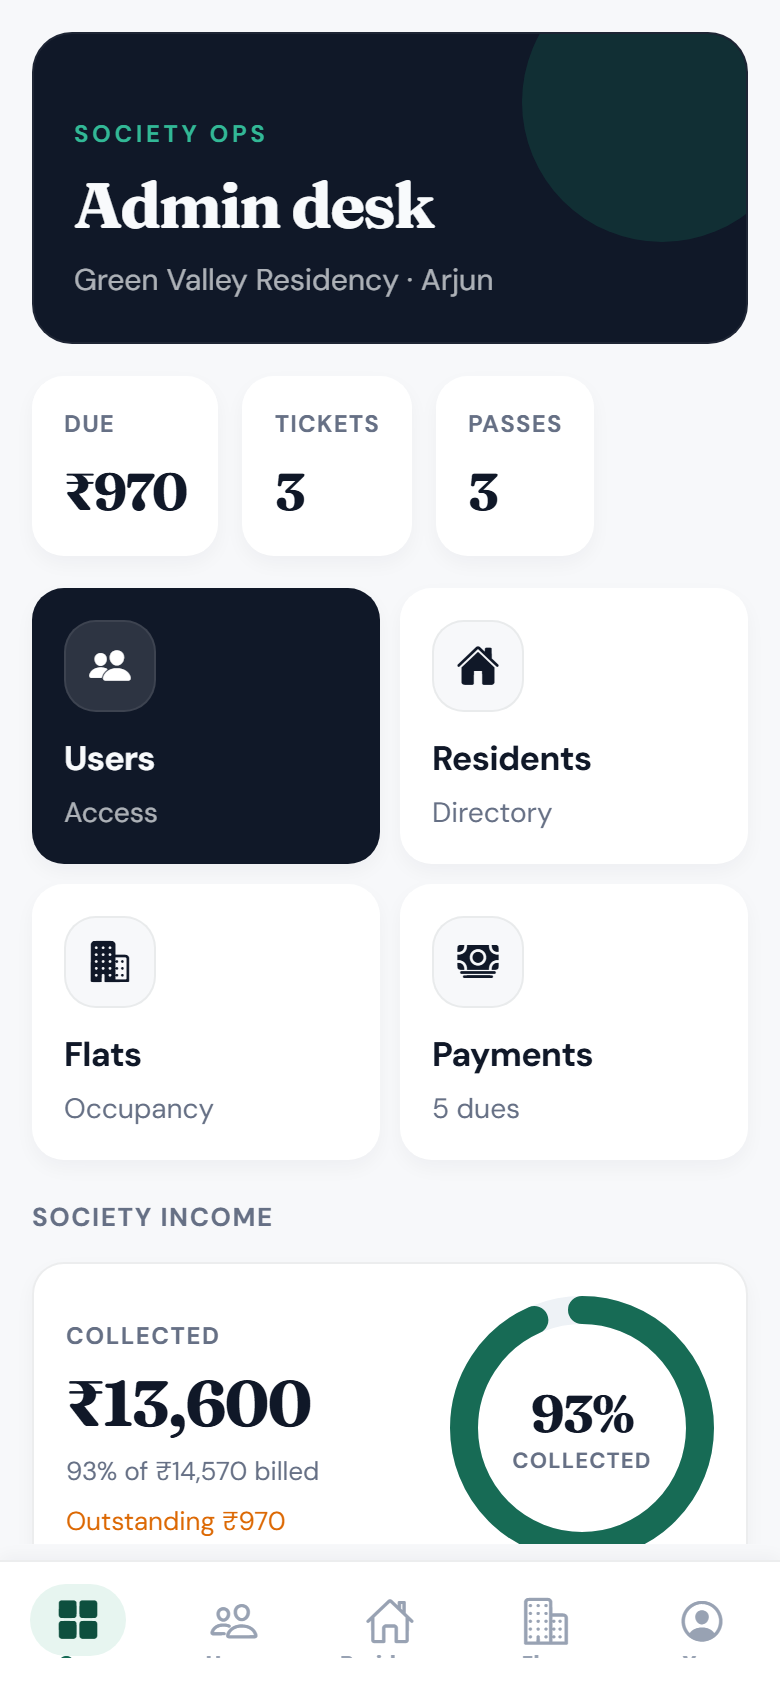 SOCIETY OPS
Admin desk
Green Valley Residency · Arjun
DUE
₹970
TICKETS
3
PASSES
3
Users
Access
Residents
Directory
Flats
Occupancy
Payments
5 dues
SOCIETY INCOME
COLLECTED
₹13,600
93% of ₹14,570 billed
Outstanding ₹970
93%
COLLECTED